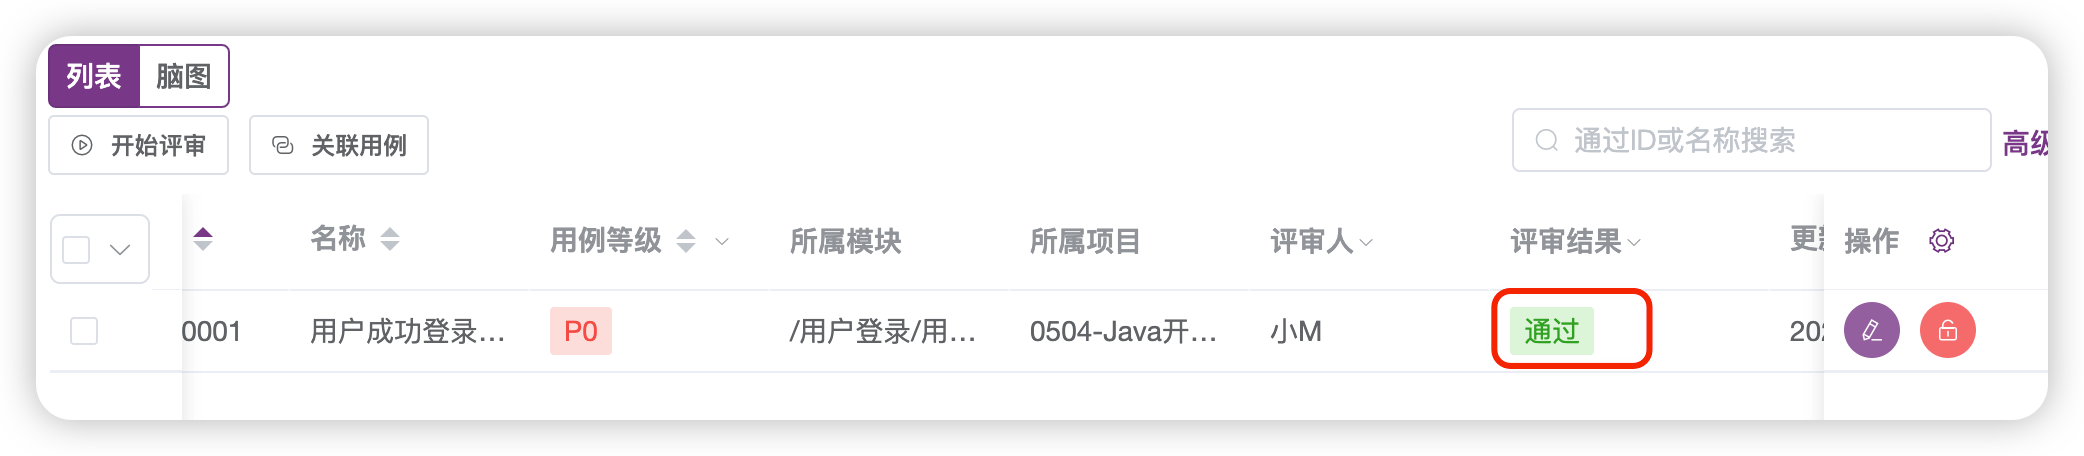 列表 脑图
开始评审 关联用例 通过ID或名称搜索 高级
名称 用例等级 所属模块 所属项目 评审人 评审结果 操作
0001 用户成功登录... P0 /用户登录/用... 0504-Java开... 小M 通过 202